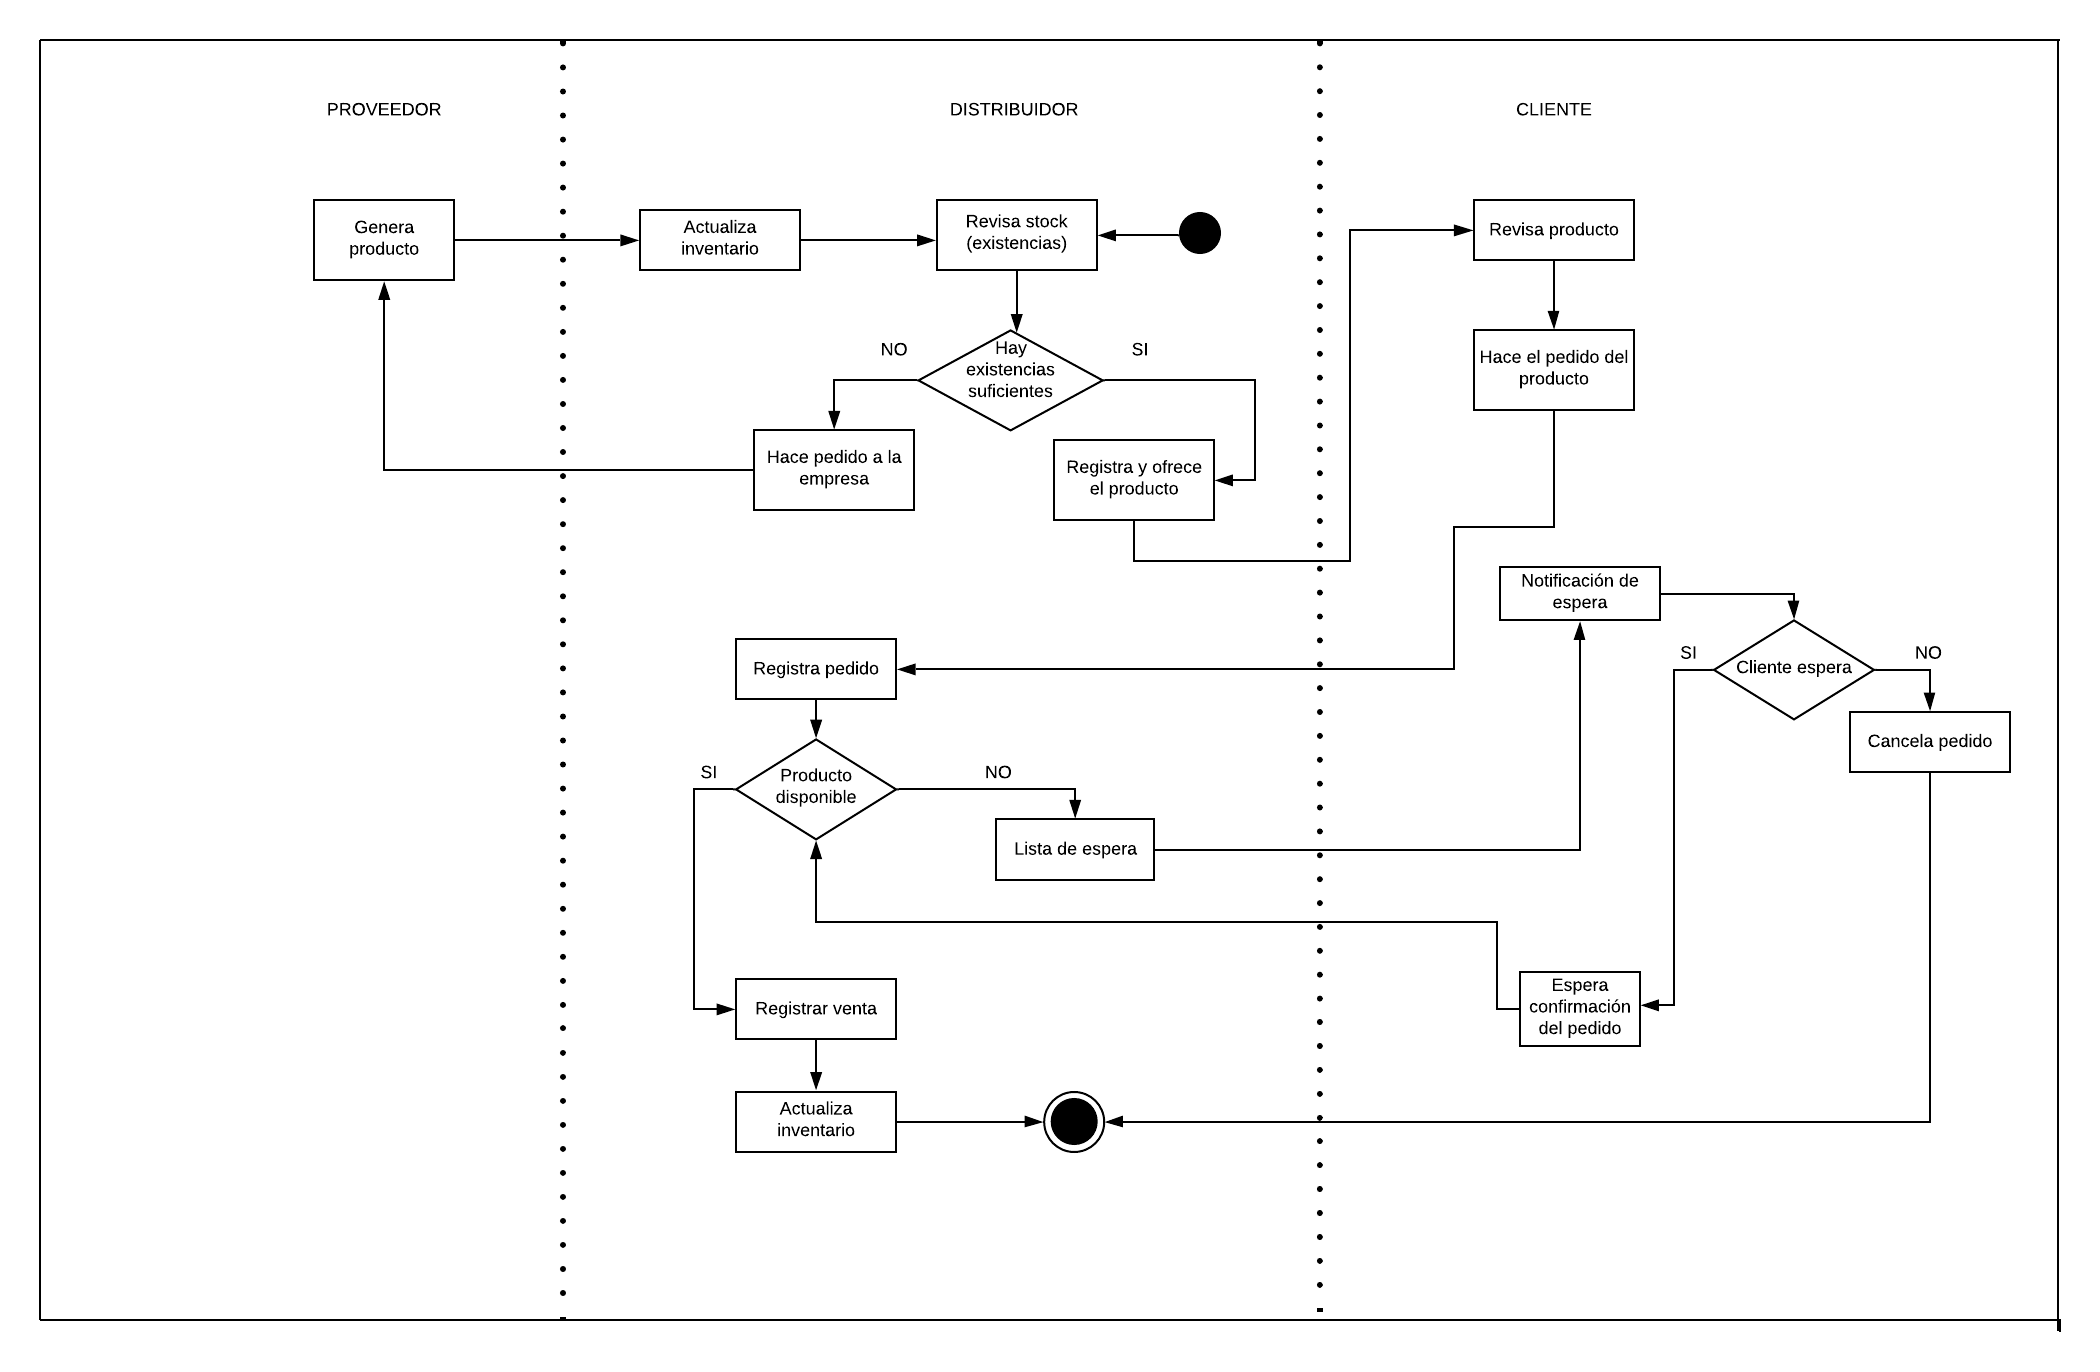 PROVEEDOR
DISTRIBUIDOR
CLIENTE
Genera
producto
Actualiza
inventario
Revisa stock
(existencias)
Revisa producto
NO
Hay
existencias
suficientes
SI
Hace el pedido del
producto
Hace pedido a la
empresa
Registra y ofrece
el producto
Notificación de
espera
Registra pedido
SI
Cliente espera
NO
Cancela pedido
SI
Producto
disponible
NO
Lista de espera
Registrar venta
Espera
confirmación
del pedido
Actualiza
inventario